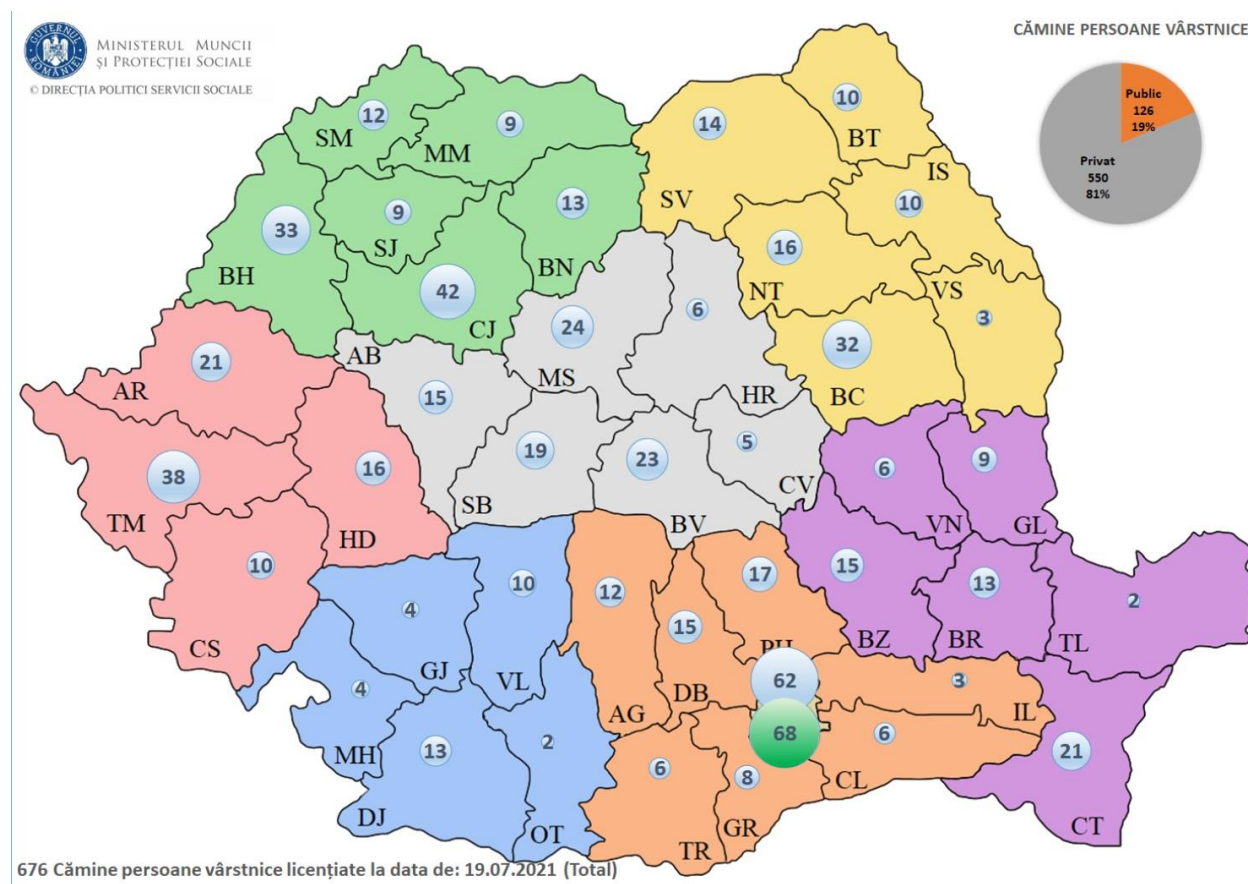 GUVERNUL ROMÂNIEI
MINISTERUL MUNCII
ȘI PROTECȚIEI SOCIALE
© DIRECȚIA POLITICI SERVICII SOCIALE
CĂMINE PERSOANE VÂRSTNICE
Public
126
19%
Privat
550
81%
12
SM
9
MM
14
SV
10
BT
IS
10
33
BH
9
SJ
13
BN
16
NT
VS
3
42
CJ
24
MS
6
HR
32
BC
21
AR
AB
15
19
SB
23
BV
5
CV
6
VN
9
GL
38
TM
16
HD
10
CS
4
GJ
10
VL
12
AG
15
DB
17
PH
15
BZ
13
BR
2
TL
4
MH
13
DJ
2
OT
62
68
3
IL
6
CL
21
CT
6
TR
8
GR
676 Cămine persoane vârstnice licențiate la data de: 19.07.2021 (Total)